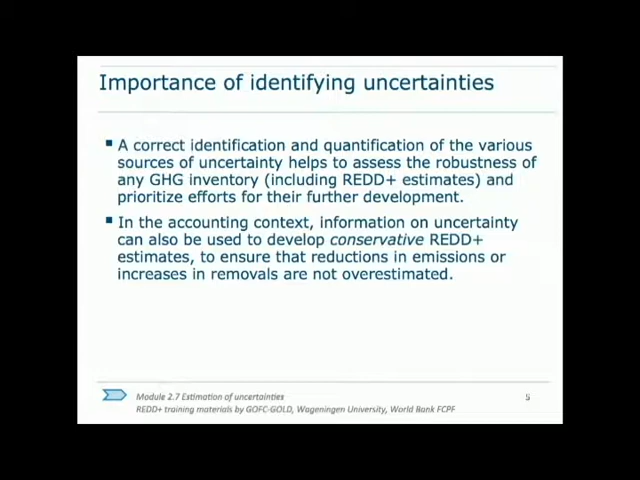 Importance of identifying uncertainties
A correct identification and quantification of the various
sources of uncertainty helps to assess the robustness of
any GHG inventory (including REDD+ estimates) and
prioritize efforts for their further development.
In the accounting context, information on uncertainty
can also be used to develop conservative REDD+
estimates, to ensure that reductions in emissions or
increases in removals are not overestimated.
Module 2.7 Estimation of uncertainties
REDD+ training materials by GOFC-GOLD, Wageningen University, World Bank FCPF
5